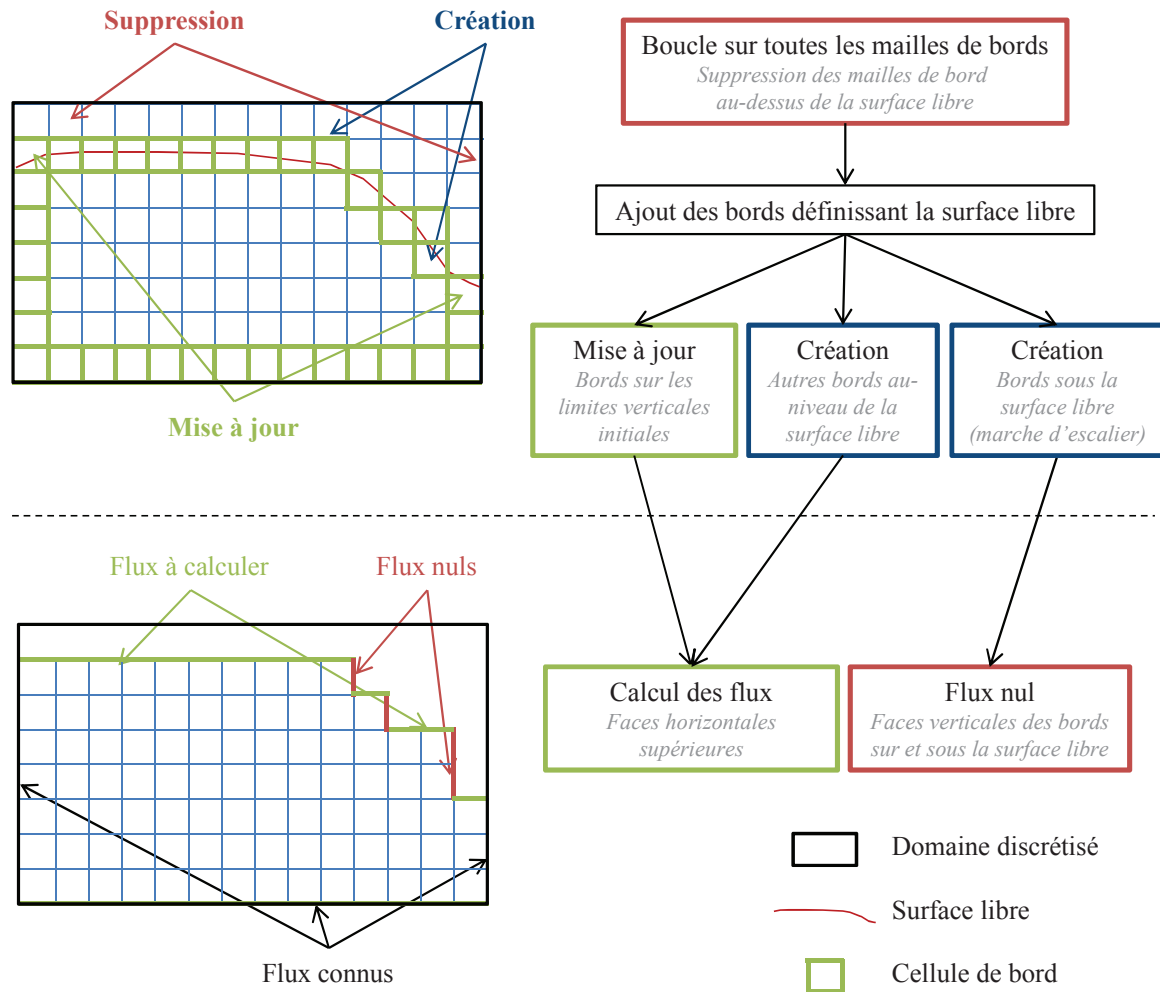 Suppression
Création
Mise à jour
Boucle sur toutes les mailles de bords
Suppression des mailles de bord
au-dessus de la surface libre
Ajout des bords définissant la surface libre
Mise à jour
Bords sur les
limites verticales
initiales
Création
Autres bords au-
niveau de la
surface libre
Création
Bords sous la
surface libre
(marche d'escalier)
Flux à calculer
Flux nuls
Flux connus
Calcul des flux
Faces horizontales
supérieures
Flux nul
Faces verticales des bords
sur et sous la surface libre
Domaine discrétisé
Surface libre
Cellule de bord